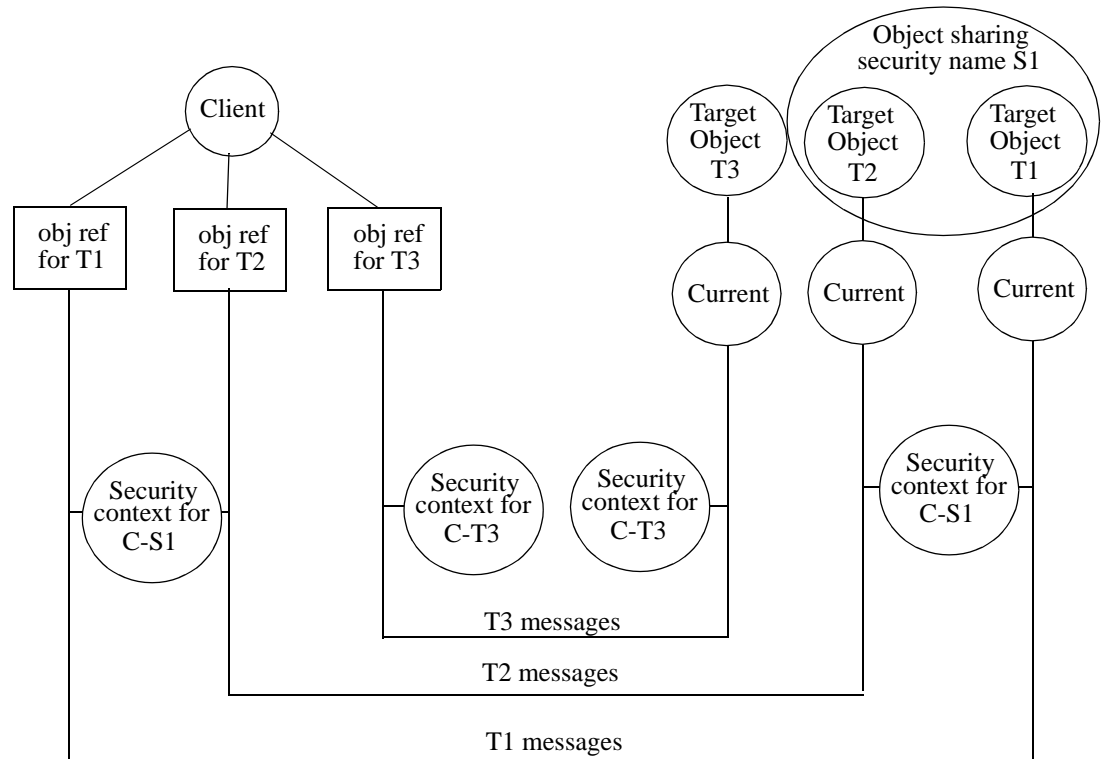 Object sharing
security name S1
Client
Target
Object
T3
Target
Object
T2
Target
Object
T1
obj ref
for T1
obj ref
for T2
obj ref
for T3
Current
Current
Current
Security
context for
C-S1
Security
context for
C-T3
Security
context for
C-T3
Security
context for
C-S1
T3 messages
T2 messages
T1 messages